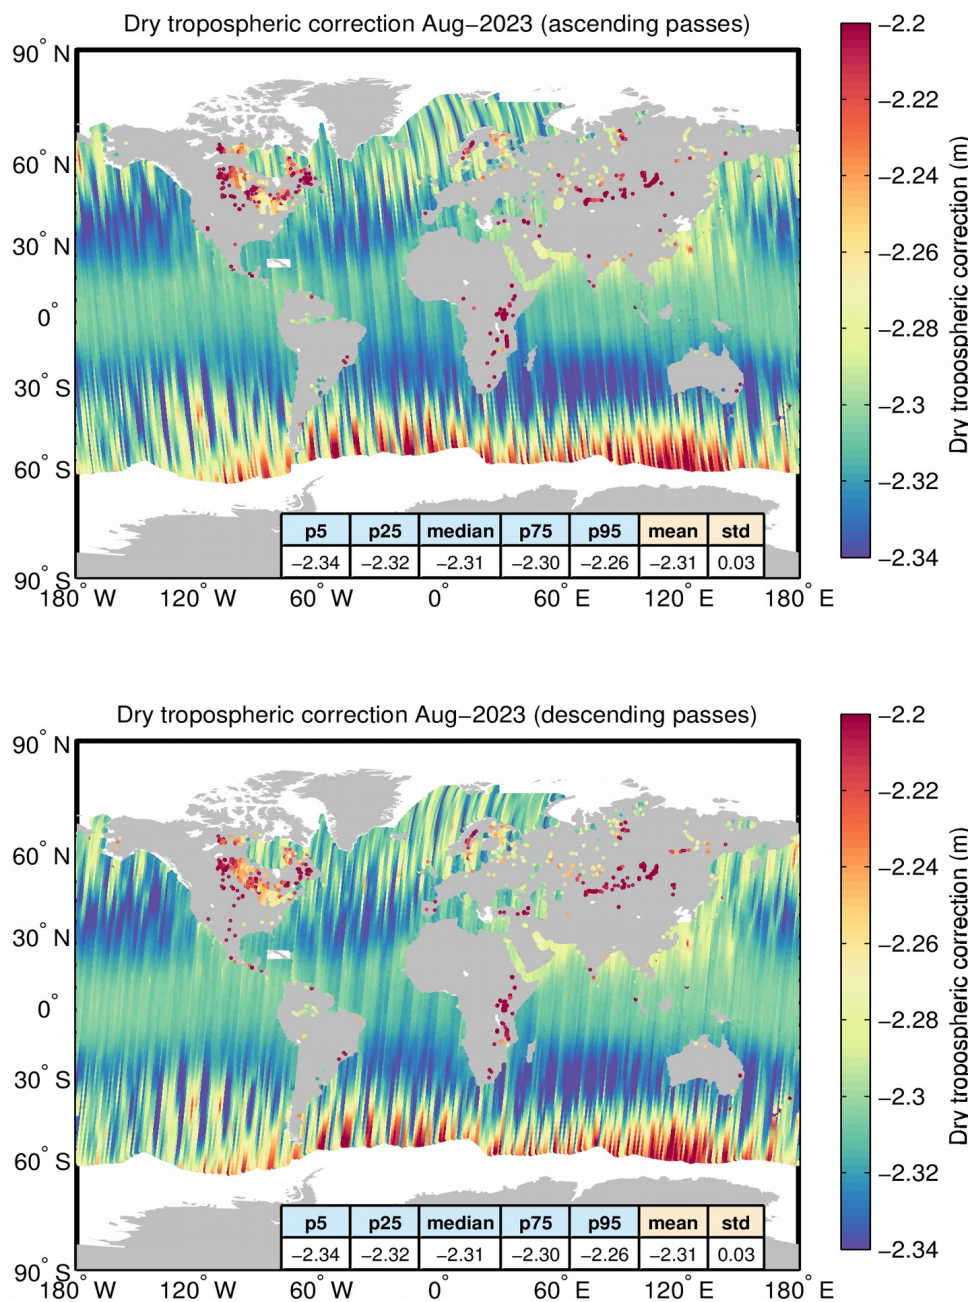 Dry tropospheric correction Aug−2023 (ascending passes)
90° N
60° N
30° N
0°
30° S
60° S
90° S
180° W 120° W 60° W 0° 60° E 120° E 180° E
p5 p25 median p75 p95 mean std
−2.34 −2.32 −2.31 −2.30 −2.26 −2.31 0.03
−2.2
−2.22
−2.24
−2.26
−2.28
−2.3
−2.32
−2.34
Dry tropospheric correction (m)
Dry tropospheric correction Aug−2023 (descending passes)
90° N
60° N
30° N
0°
30° S
60° S
90° S
180° W 120° W 60° W 0° 60° E 120° E 180° E
p5 p25 median p75 p95 mean std
−2.34 −2.32 −2.31 −2.30 −2.26 −2.31 0.03
−2.2
−2.22
−2.24
−2.26
−2.28
−2.3
−2.32
−2.34
Dry tropospheric correction (m)